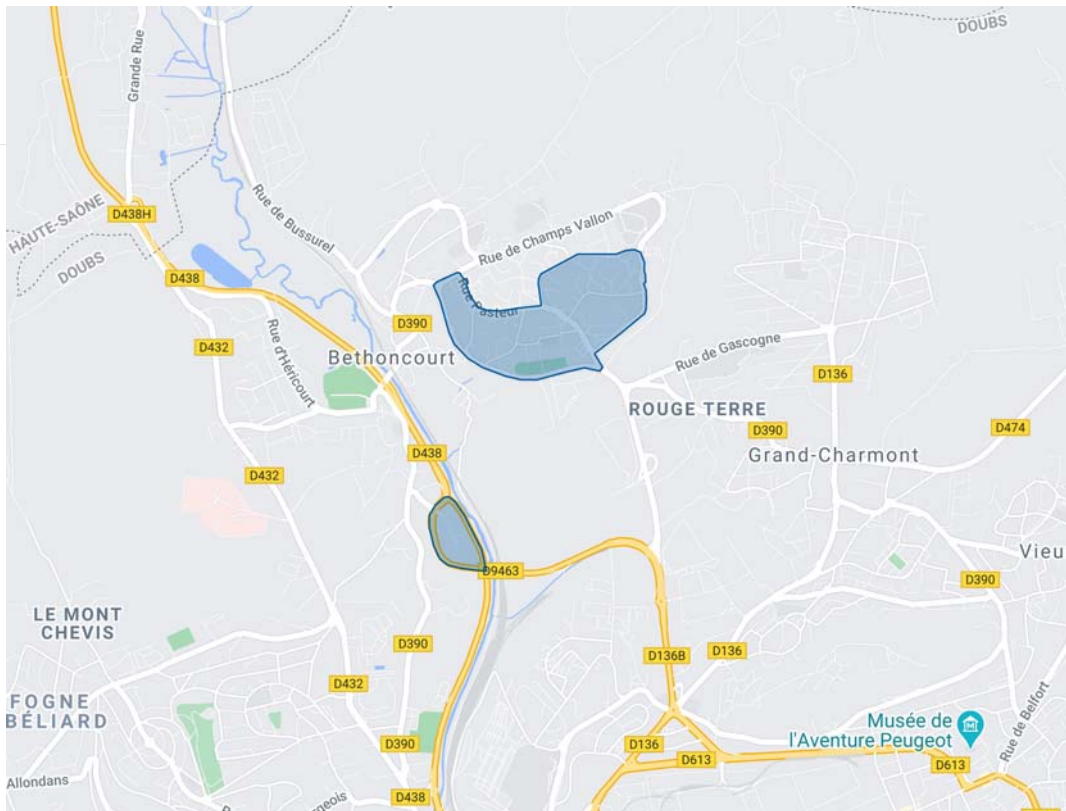 DOUBS
Grande Rue
Rue de Bussurel
Rue de Champs Vallon
HAUTE-SAÔNE
D438H
DOUBS
D438
Rue Pasteur
D390
D432
Rue d'Héricourt
Bethoncourt
Rue de Gascogne
D136
ROUGE TERRE
D390
D474
Grand-Charmont
D438
D432
Vieu
D9463
D390
LE MONT
CHEVIS
D390
D136B
D136
D432
FOGNE
BÉLIARD
Musée de
l'Aventure Peugeot
Rue de Belfort
D390
D136
D613
D613
Allondans
D438